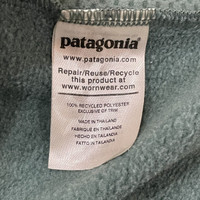 patagonia®
www.patagonia.com
Repair/Reuse/Recycle
this product at
www.wornwear.com
100% RECYCLED POLYESTER
EXCLUSIVE OF TRIM
MADE IN THAILAND
FABRIQUÉ EN THAÏLANDE
HECHO EN TAILANDIA
FATTO IN TAILANDIA